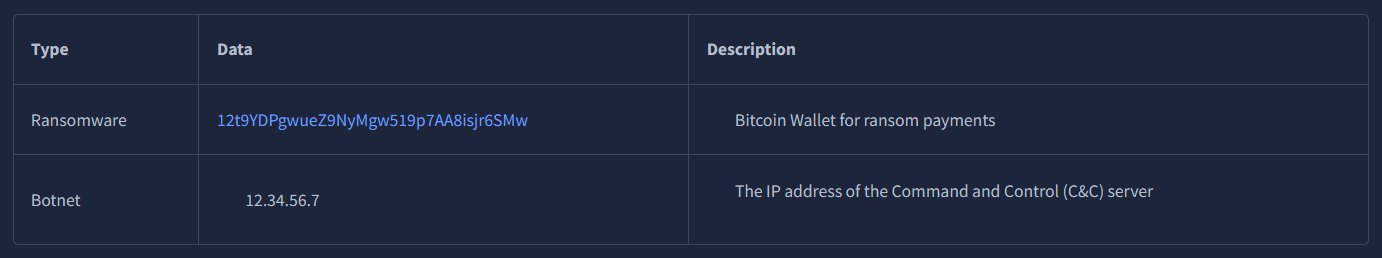 Type Data Description
Ransomware 12t9YDPgwueZ9NyMgw519p7AA8isjr6SMw Bitcoin Wallet for ransom payments
Botnet 12.34.56.7 The IP address of the Command and Control (C&C) server